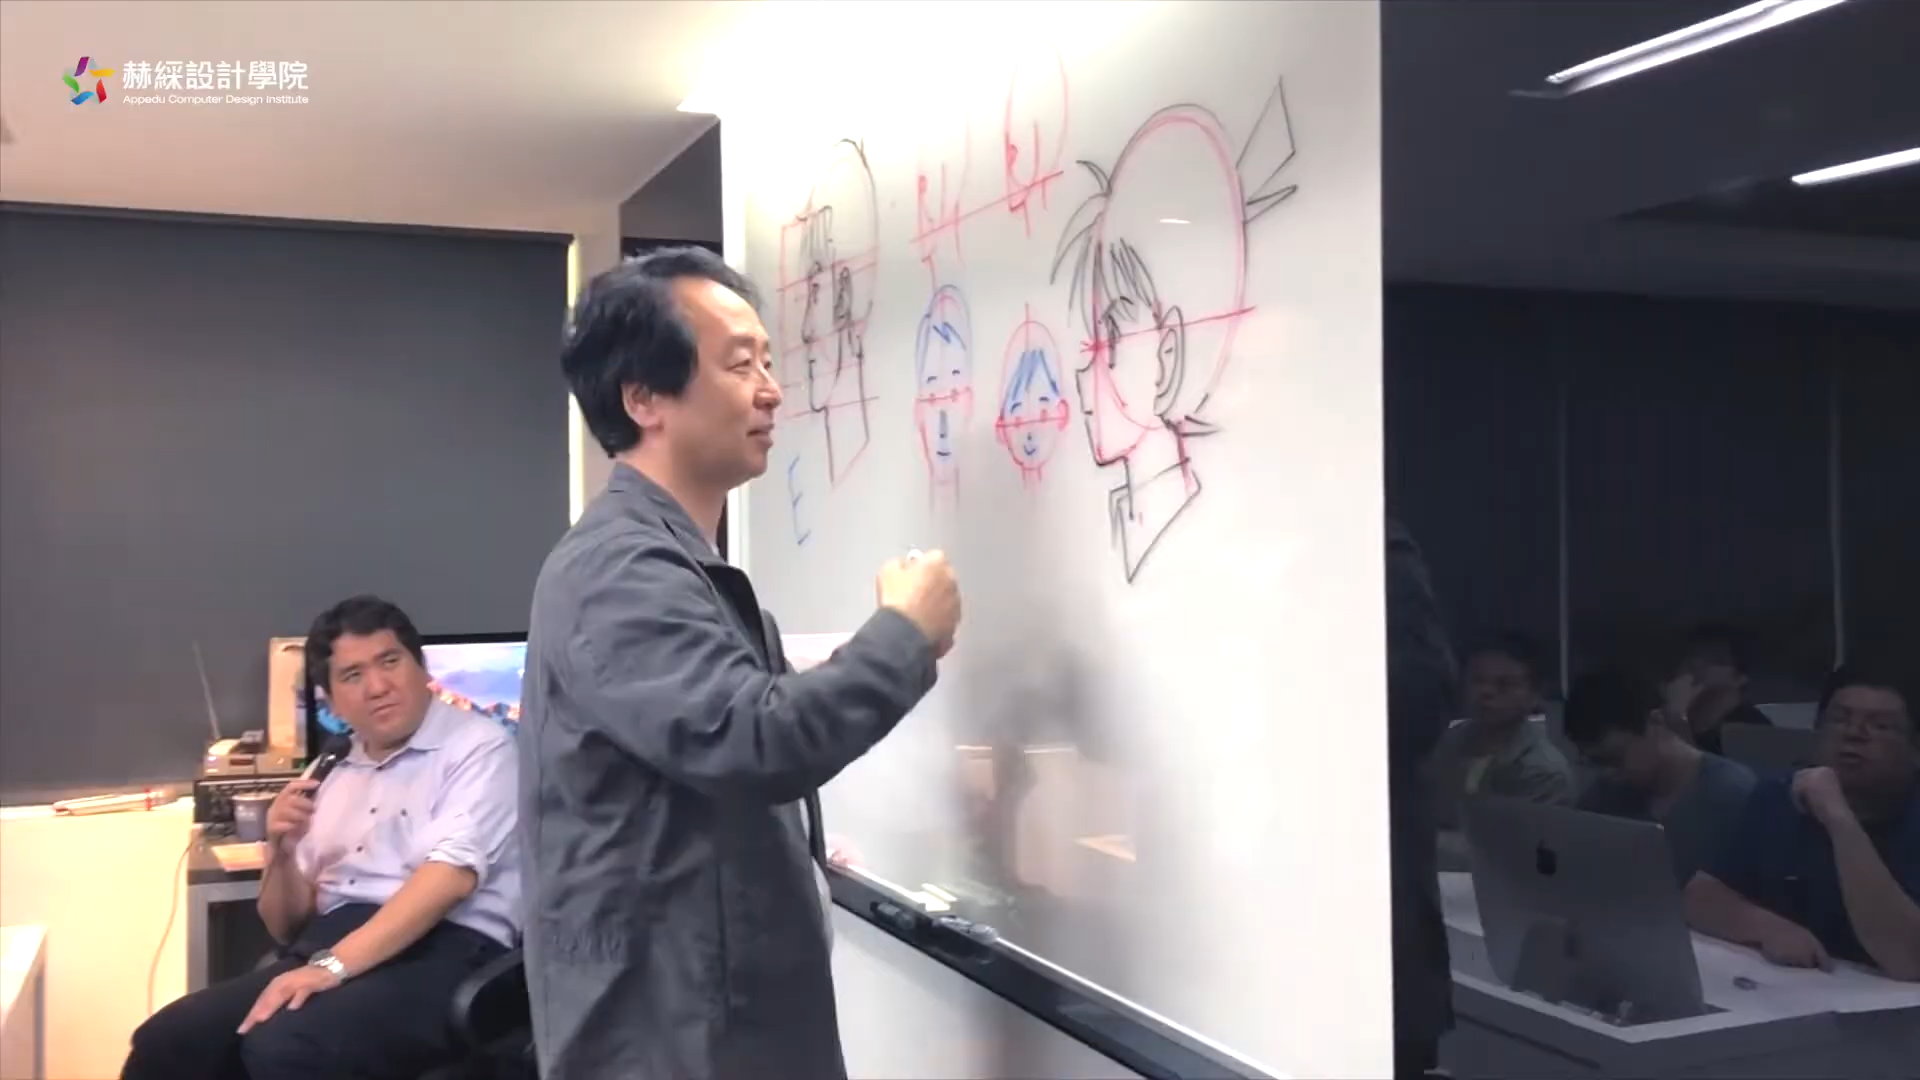 赫綵設計學院
Appedu Computer Design Institute
E